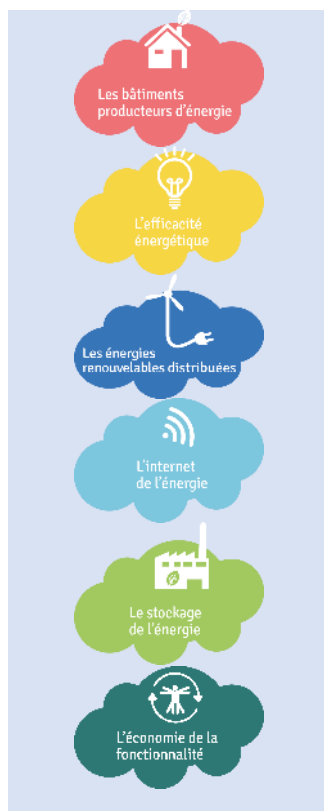 Les bâtiments
producteurs d'énergie
L'efficacité
énergétique
Les énergies
renouvelables distribuées
L'internet
de l'énergie
Le stockage
de l'énergie
L'économie de la
fonctionnalité